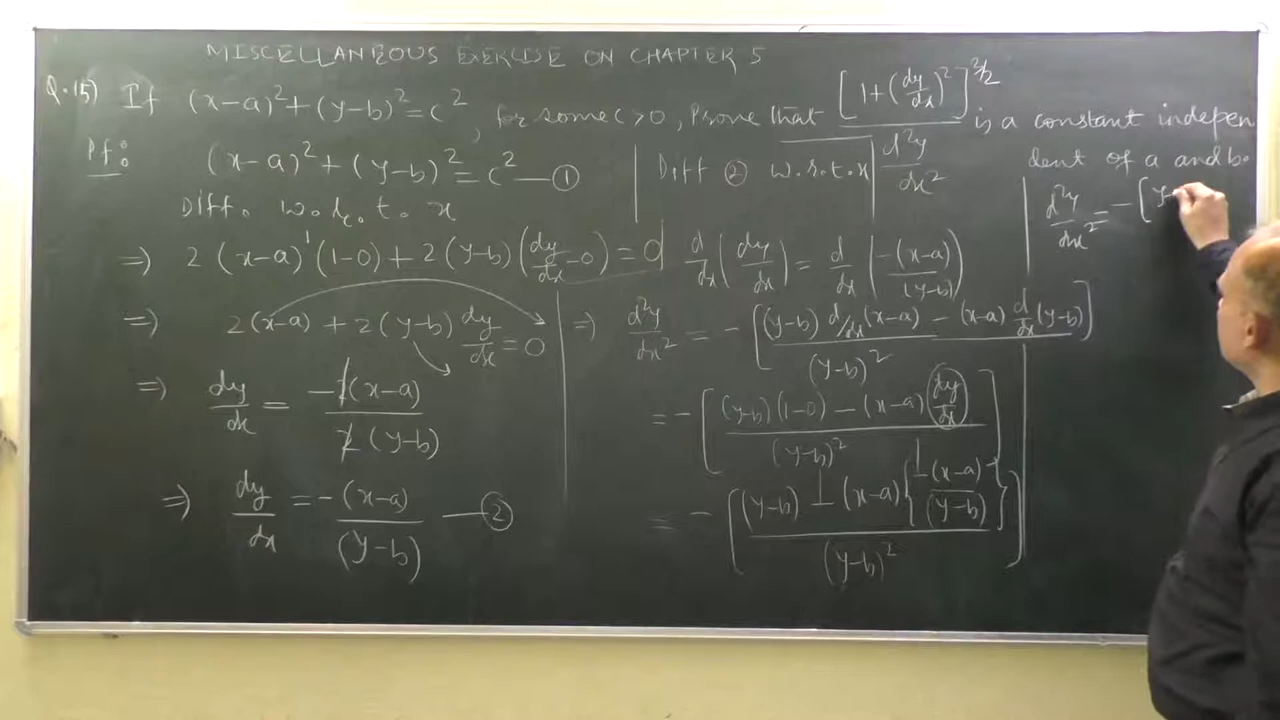 MISCELLANEOUS EXERCISE ON CHAPTER 5
Q.15) If (x-a)² + (y-b)² = c², for some c>0, Prove that [1+(dy/dx)²]^(3/2) / (d²y/dx²) is a constant indepen
dent of a and b.
Pf: (x-a)² + (y-b)² = c² — ①
Diff. w.r. t. x
⇒ 2(x-a)¹(1-0) + 2(y-b)(dy/dx - 0) = 0
⇒ 2(x-a) + 2(y-b) dy/dx = 0
⇒ dy/dx = -2(x-a) / 2(y-b)
⇒ dy/dx = -(x-a) / (y-b) — ②
Diff ② w.r.t. x
d/dx (dy/dx) = d/dx (-(x-a) / (y-b))
⇒ d²y/dx² = -[((y-b) d/dx(x-a) - (x-a) d/dx(y-b)) / (y-b)²]
= -[((y-b)(1-0) - (x-a)(dy/dx)) / (y-b)²]
= -[((y-b) - (x-a){-(x-a) / (y-b)}) / (y-b)²]
d²y/dx² = -[y-